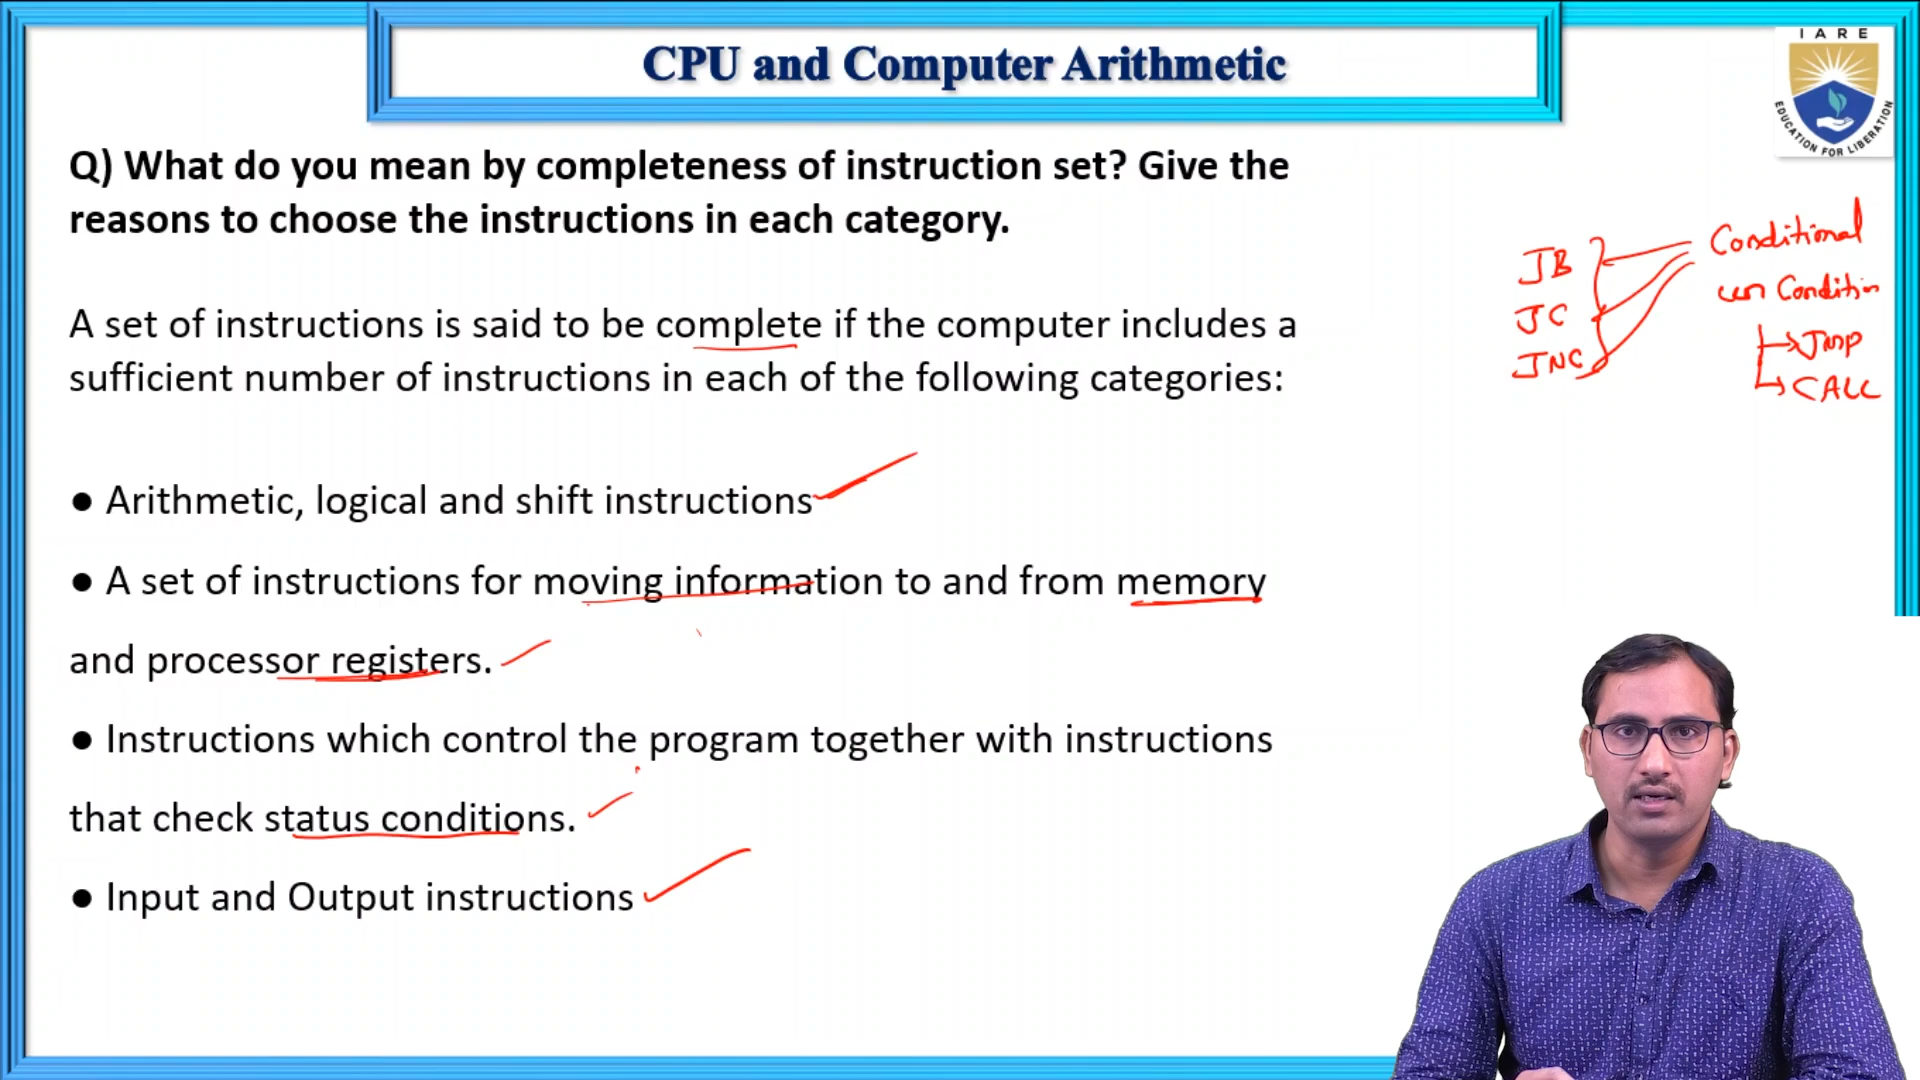 CPU and Computer Arithmetic
IARE
EDUCATION FOR LIBERATION
Q) What do you mean by completeness of instruction set? Give the
reasons to choose the instructions in each category.
A set of instructions is said to be complete if the computer includes a
sufficient number of instructions in each of the following categories:
● Arithmetic, logical and shift instructions
● A set of instructions for moving information to and from memory
and processor registers.
● Instructions which control the program together with instructions
that check status conditions.
● Input and Output instructions
JB
JC
JNC
Conditional
un Condition
Jmp
CALL